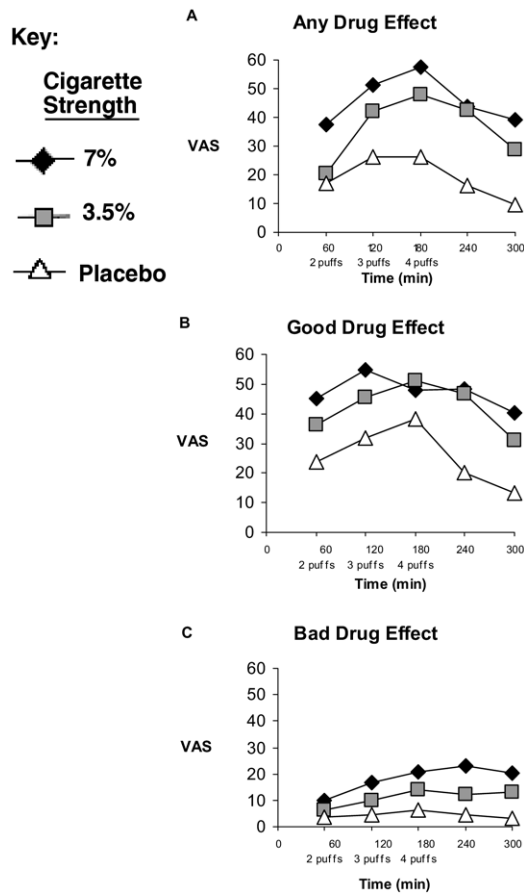 Key:
Cigarette
Strength
7%
3.5%
Placebo
A
Any Drug Effect
60
50
40
30
20
10
0
VAS
0 60 120 180 240 300
2 puffs 3 puffs 4 puffs
Time (min)
B
Good Drug Effect
60
50
40
30
20
10
0
VAS
0 60 120 180 240 300
2 puffs 3 puffs 4 puffs
Time (min)
C
Bad Drug Effect
60
50
40
30
20
10
0
VAS
0 60 120 180 240 300
2 puffs 3 puffs 4 puffs
Time (min)